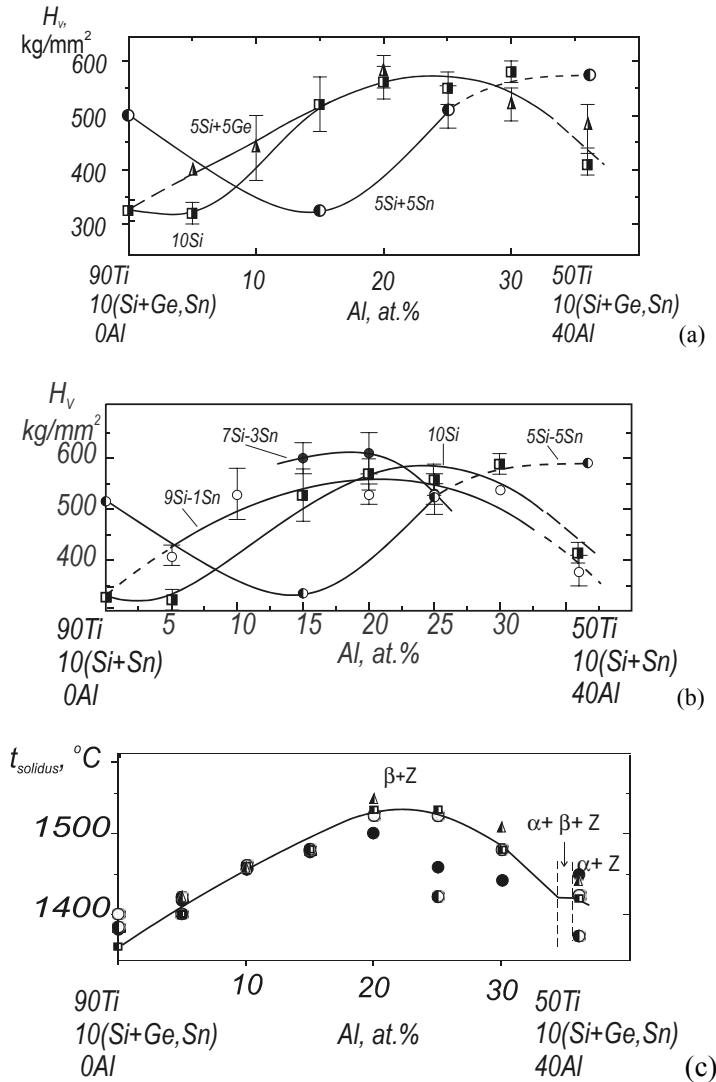 Hv,
kg/mm²
600
500
400
300
5Si+5Ge
10Si
5Si+5Sn
90Ti
10(Si+Ge,Sn)
0Al
10
20
30
Al, at.%
50Ti
10(Si+Ge,Sn)
40Al
(a)
HV
kg/mm²
600
500
400
7Si-3Sn
10Si
5Si-5Sn
9Si-1Sn
90Ti
10(Si+Sn)
0Al
5
10
15
20
25
30
Al, at.%
50Ti
10(Si+Sn)
40Al
(b)
tsolidus, °C
1500
1400
β+Z
α+ β+ Z
α+ Z
90Ti
10(Si+Ge,Sn)
0Al
10
20
30
Al, at.%
50Ti
10(Si+Ge,Sn)
40Al
(c)